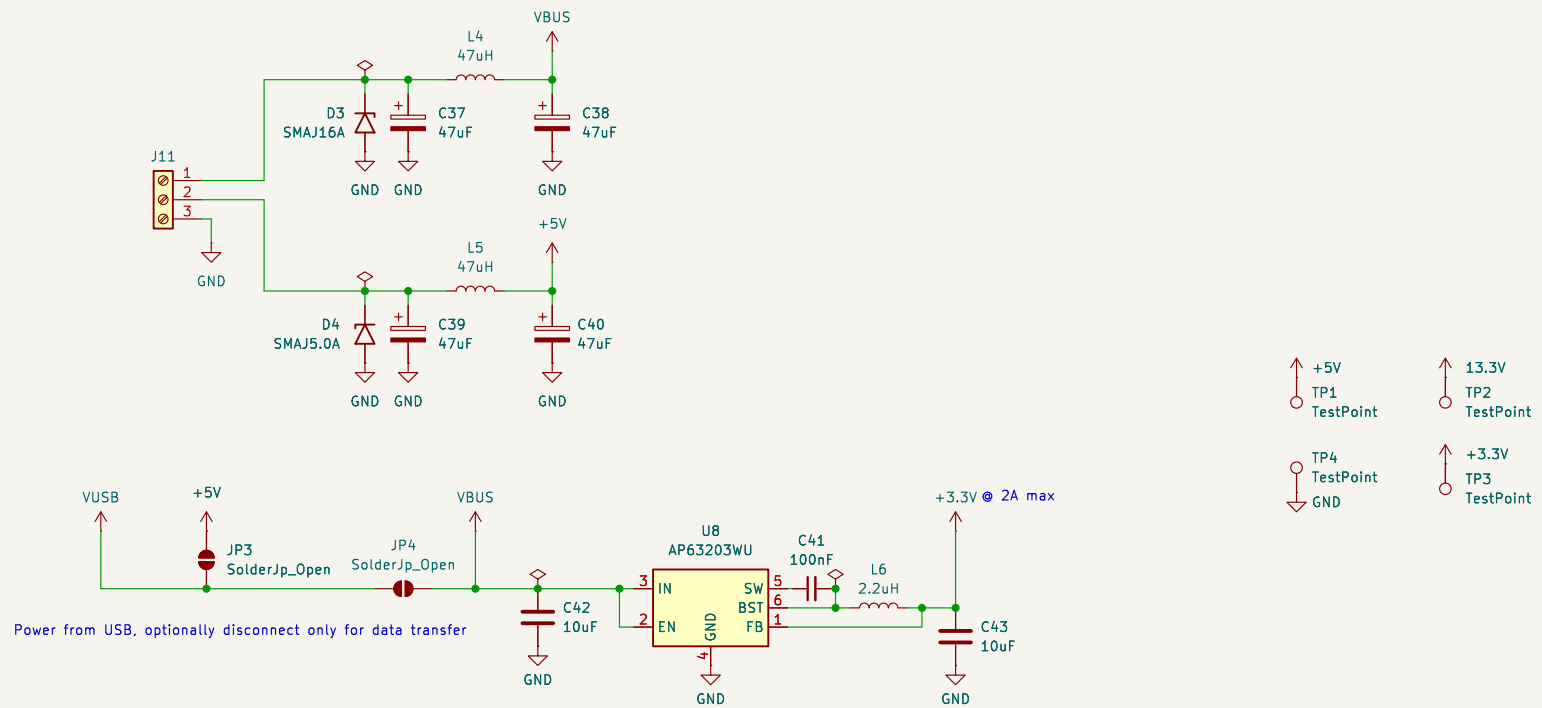 VBUS
L4
47uH
D3
SMAJ16A
+
C37
47uF
+
C38
47uF
GND
GND
GND
J11
1
2
3
GND
+5V
L5
47uH
D4
SMAJ5.0A
+
C39
47uF
+
C40
47uF
GND
GND
GND
+5V
TP1
TestPoint
13.3V
TP2
TestPoint
TP4
TestPoint
GND
+3.3V
TP3
TestPoint
VUSB
+5V
JP3
SolderJp_Open
JP4
SolderJp_Open
VBUS
Power from USB, optionally disconnect only for data transfer
C42
10uF
GND
U8
AP63203WU
3
IN
2
EN
GND
4
SW
5
BST
6
FB
1
GND
C41
100nF
L6
2.2uH
+3.3V
@ 2A max
C43
10uF
GND